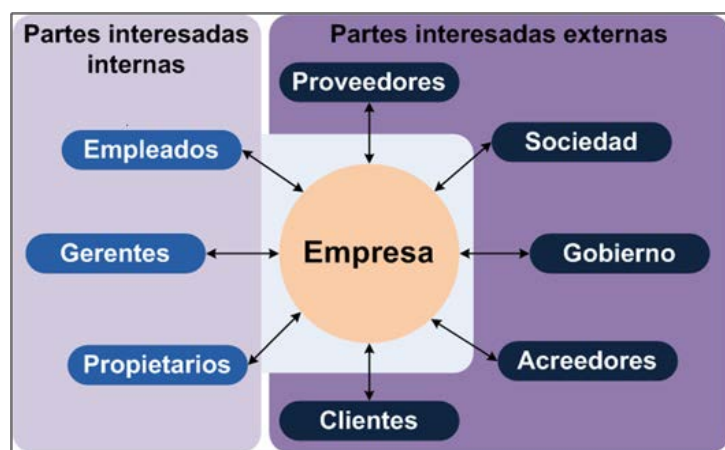 Partes interesadas
internas
Partes interesadas externas
Proveedores
Empleados
Sociedad
Gerentes
Empresa
Gobierno
Propietarios
Acreedores
Clientes